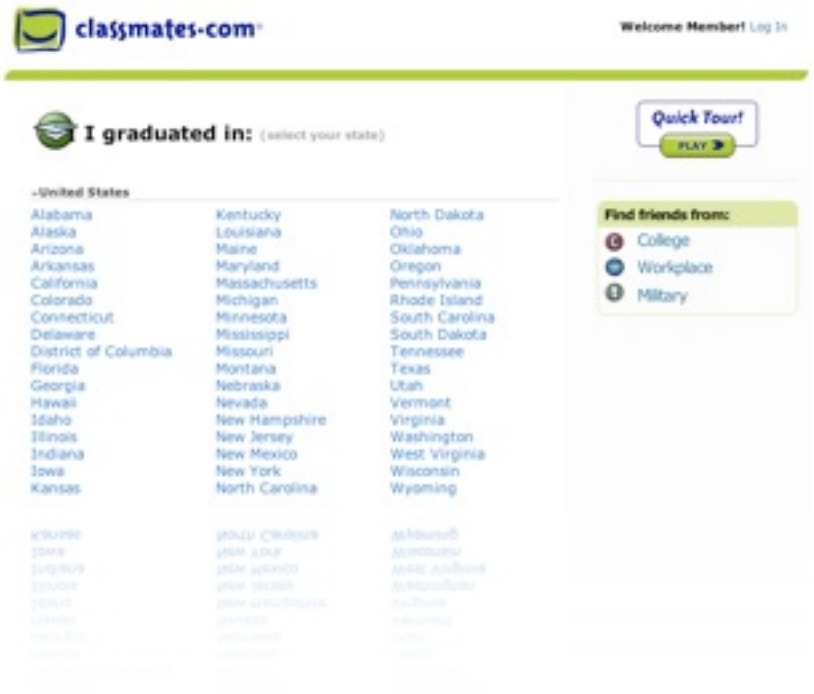 classmates.com®
Welcome Member! Log In
I graduated in: (select your state)
Quick Tour!
PLAY
-United States
Alabama Kentucky North Dakota
Alaska Louisiana Ohio
Arizona Maine Oklahoma
Arkansas Maryland Oregon
California Massachusetts Pennsylvania
Colorado Michigan Rhode Island
Connecticut Minnesota South Carolina
Delaware Mississippi South Dakota
District of Columbia Missouri Tennessee
Florida Montana Texas
Georgia Nebraska Utah
Hawaii Nevada Vermont
Idaho New Hampshire Virginia
Illinois New Jersey Washington
Indiana New Mexico West Virginia
Iowa New York Wisconsin
Kansas North Carolina Wyoming
Find friends from:
College
Workplace
Military